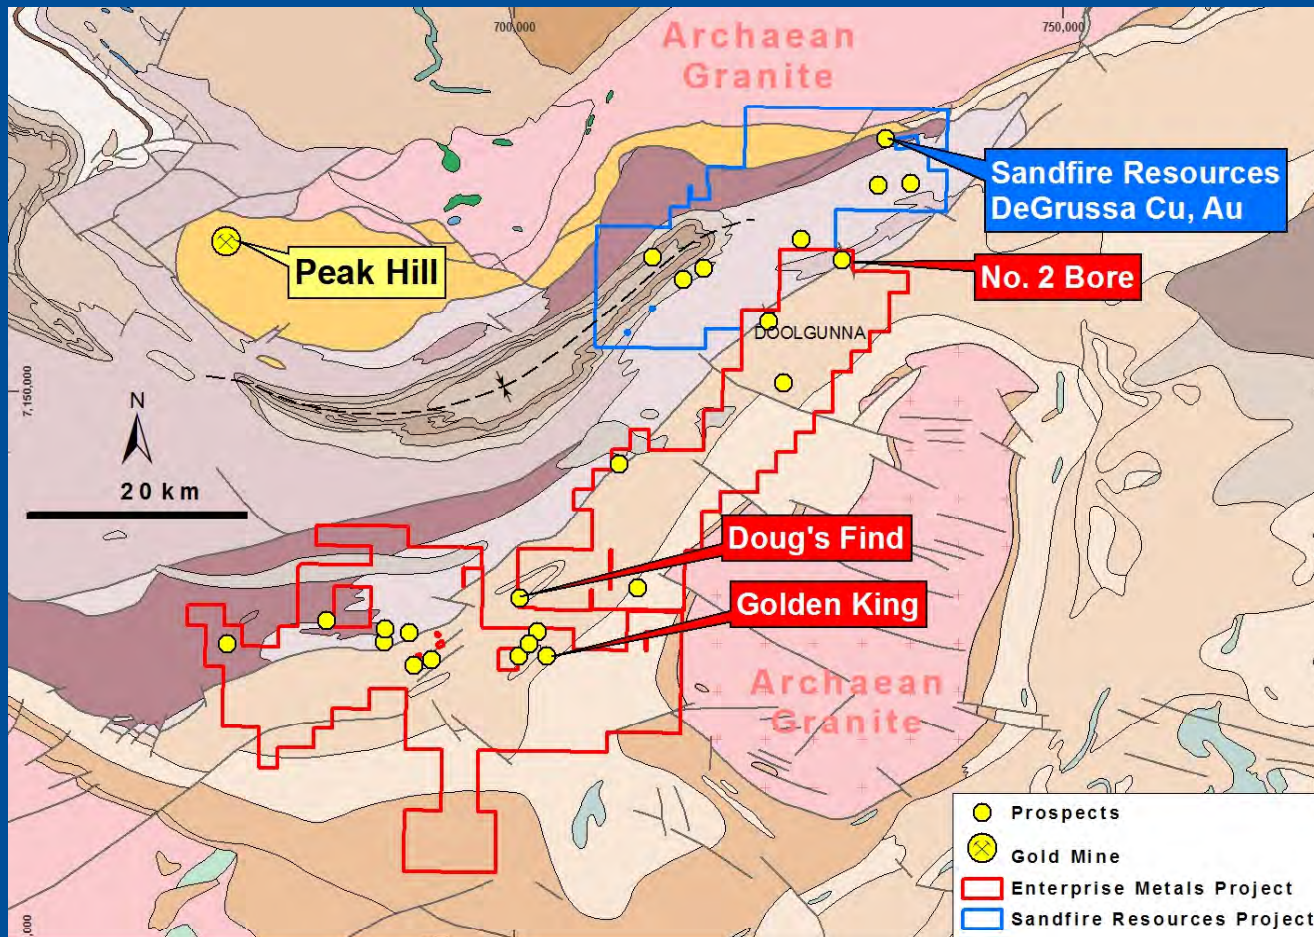 700,000
750,000
Archaean
Granite
Sandfire Resources
DeGrussa Cu, Au
Peak Hill
No. 2 Bore
DOOLGUNNA
7,150,000
N
20 km
Doug's Find
Golden King
Archaean
Granite
Prospects
Gold Mine
Enterprise Metals Project
Sandfire Resources Project